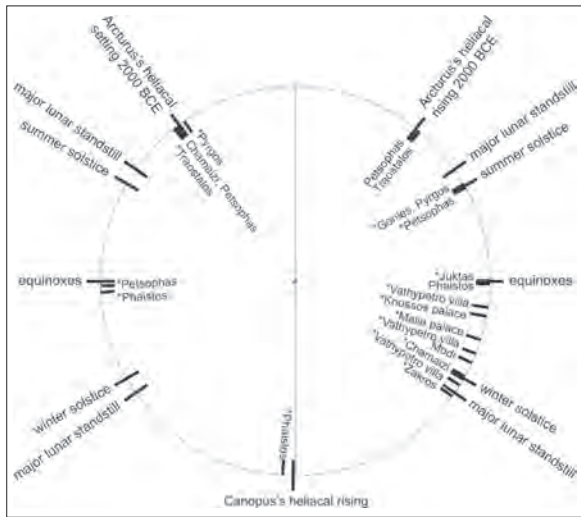 Arcturus's heliacal
setting 2000 BCE
*Pyrgos
Chamaizi, Petsophas
*Traostalos
major lunar standstill
summer solstice
equinoxes
*Petsophas
*Phaistos
winter solstice
major lunar standstill
*Phaistos
Canopus's heliacal rising
Arcturus's heliacal
rising 2000 BCE
Petsophas
Traostalos
major lunar standstill
summer solstice
*Gonies, Pyrgos
*Petsophas
*Juktas
Phaistos
equinoxes
*Vathypetro villa
*Knossos palace
*Malia palace
*Vathypetro villa
Modi
*Chamaizi
*Vathypetro villa
*Zakros
winter solstice
major lunar standstill